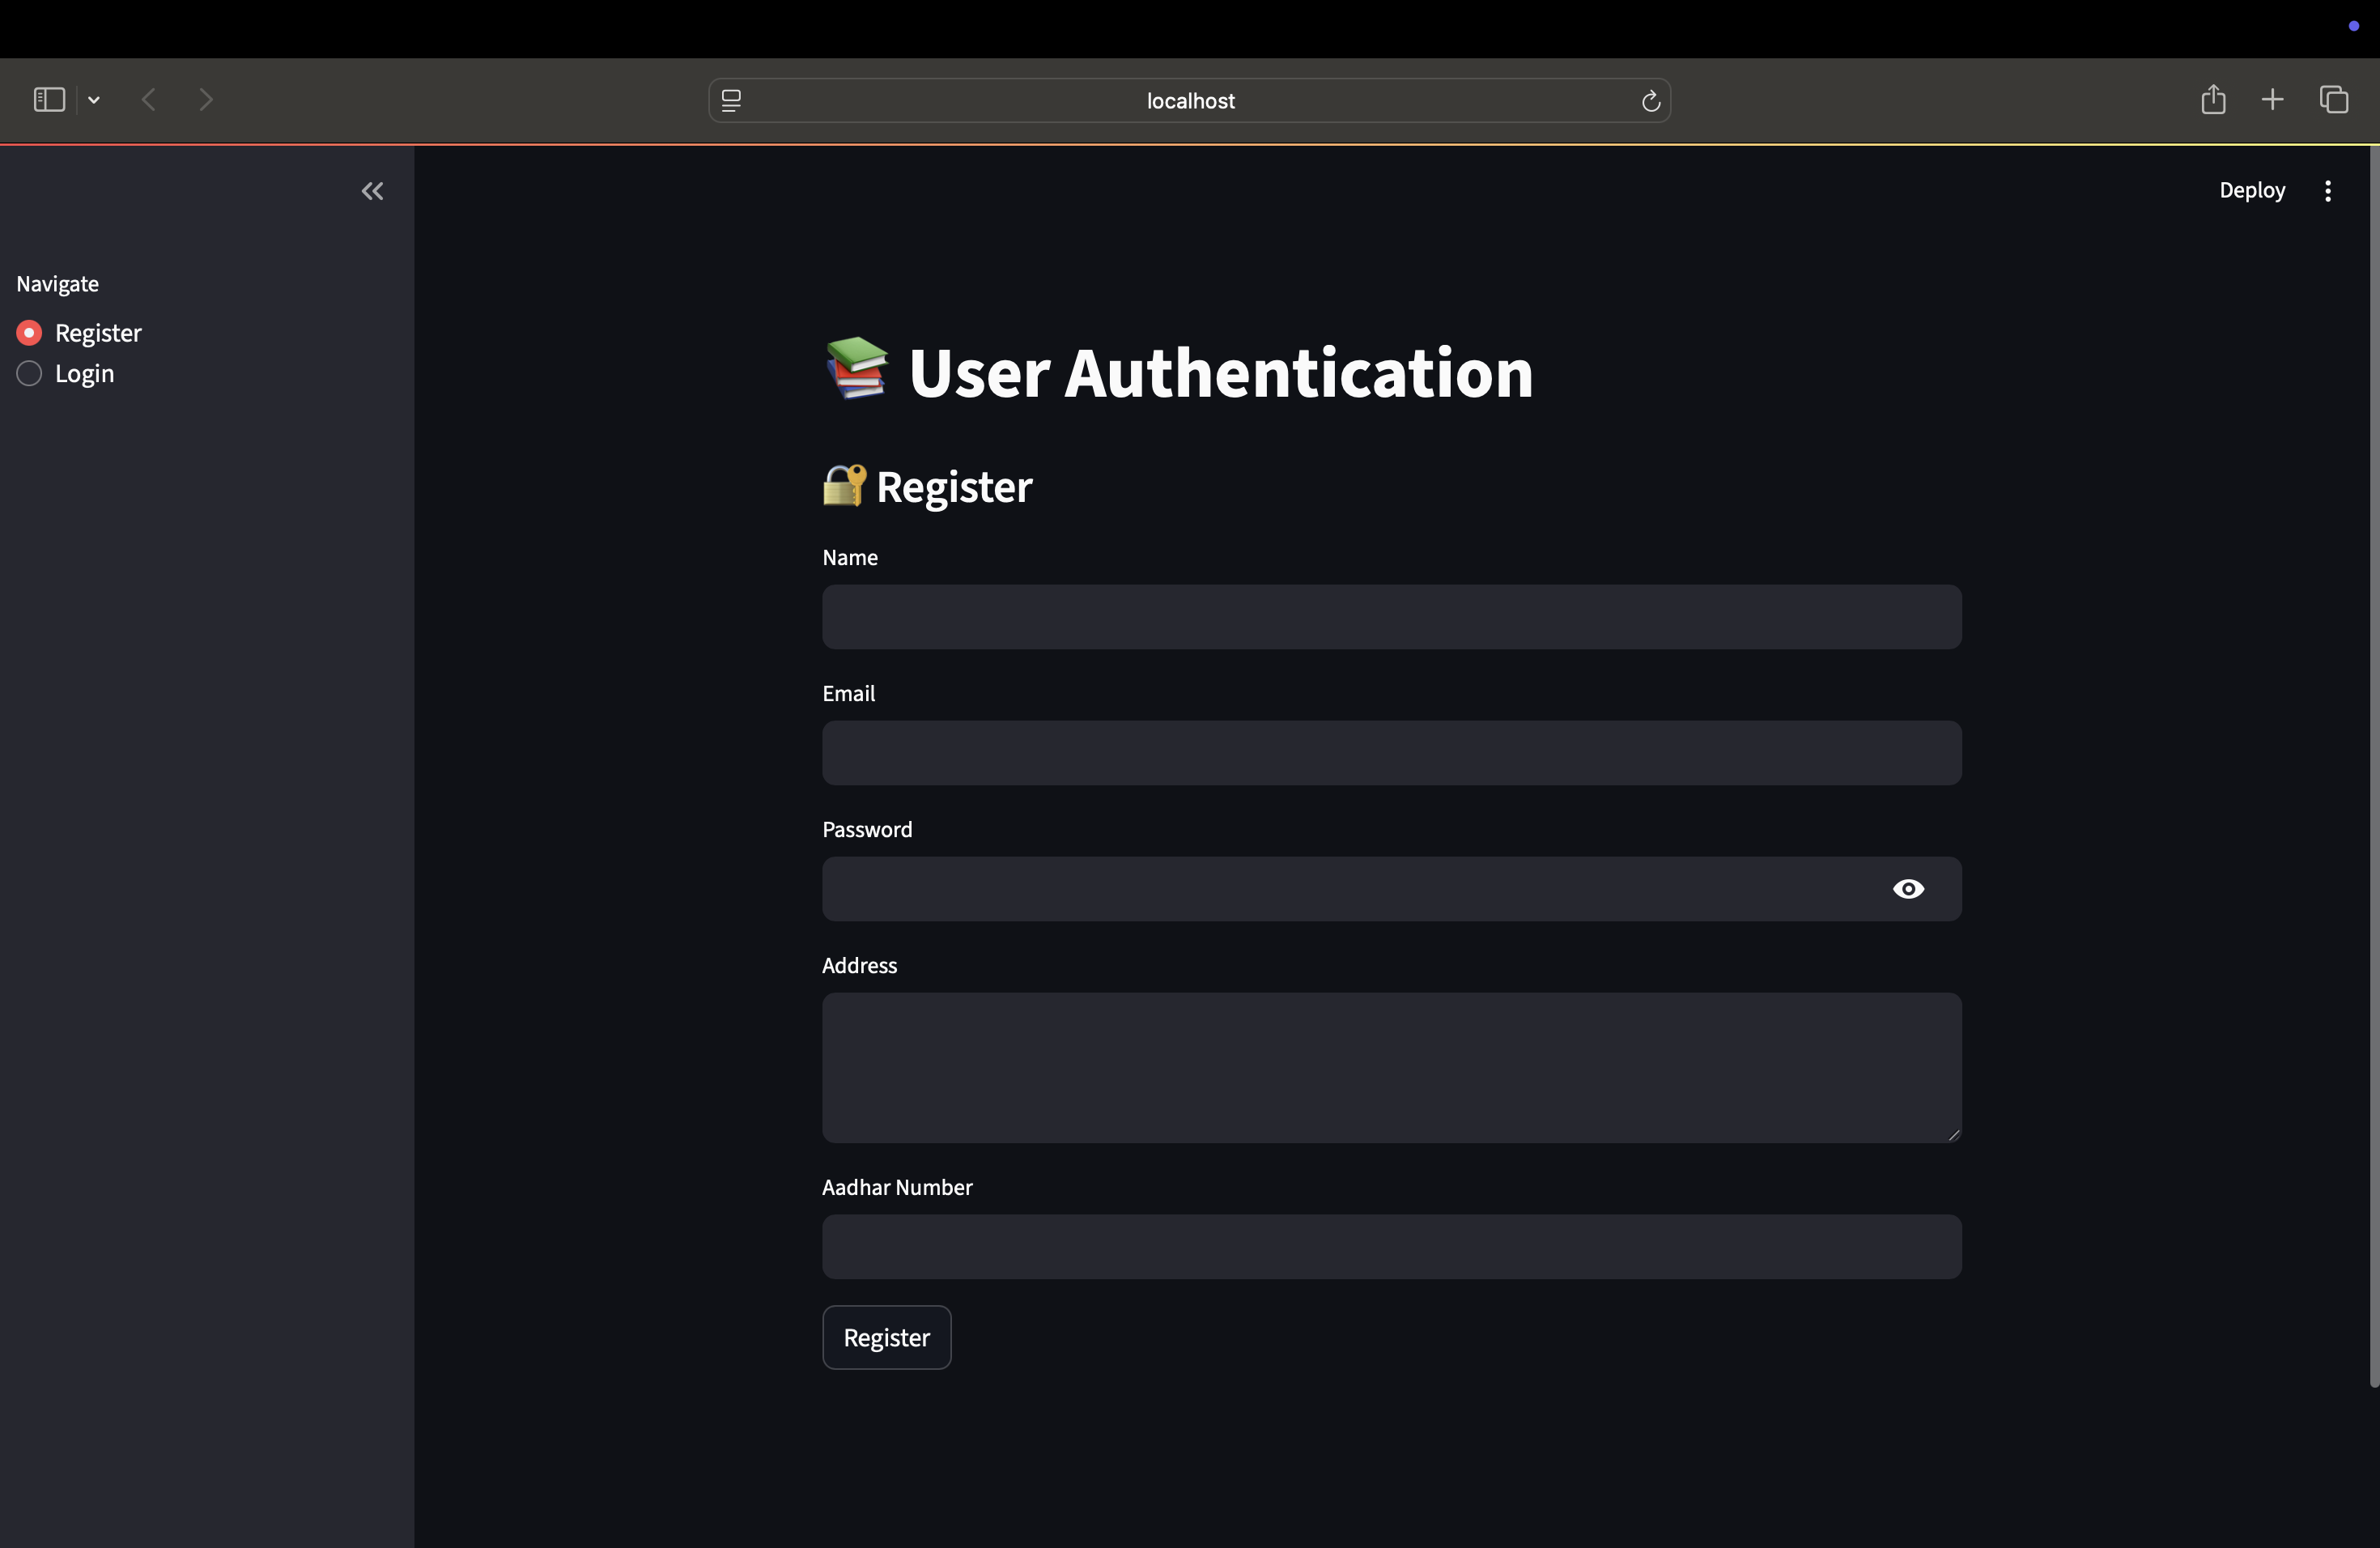 localhost
Deploy
Navigate
Register
Login
📚 User Authentication
🔐 Register
Name
Email
Password
Address
Aadhar Number
Register